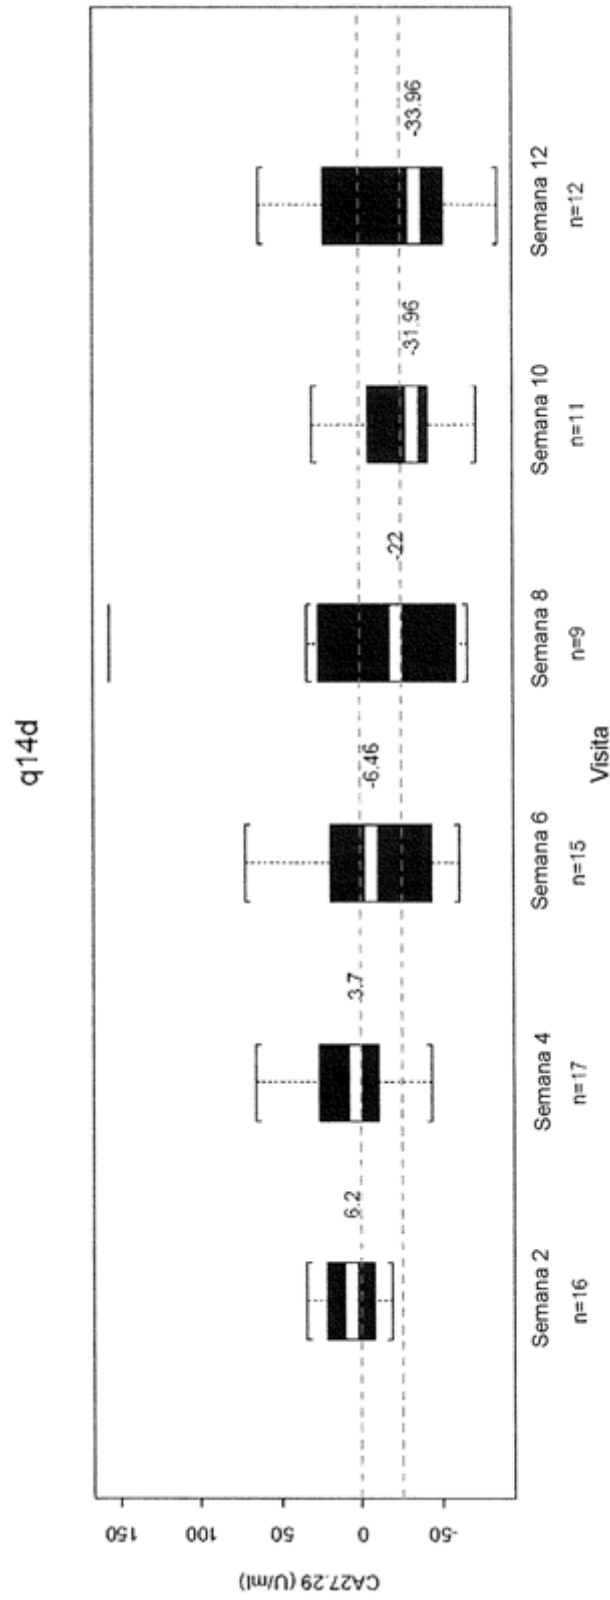 q14d
CA27.29 (U/ml)
150
100
50
0
-50
6.2
3.7
-6.46
-22
-31.96
-33.96
Semana 2
Semana 4
Semana 6
Semana 8
Semana 10
Semana 12
n=16
n=17
n=15
n=9
n=11
n=12
Visita